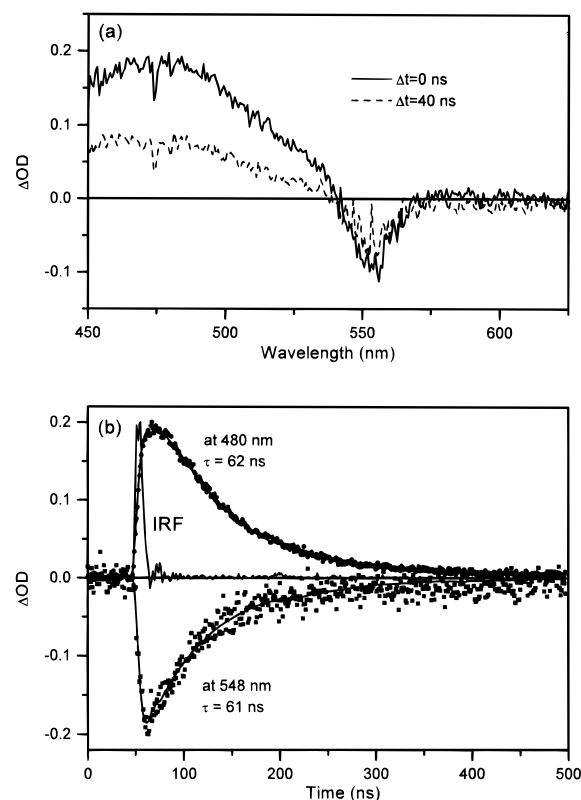 (a)
0.2
0.1
0.0
-0.1
ΔOD
Δt=0 ns
Δt=40 ns
450
500
550
600
Wavelength (nm)
(b)
0.2
0.1
0.0
-0.1
-0.2
ΔOD
at 480 nm
τ = 62 ns
IRF
at 548 nm
τ = 61 ns
0
100
200
300
400
500
Time (ns)